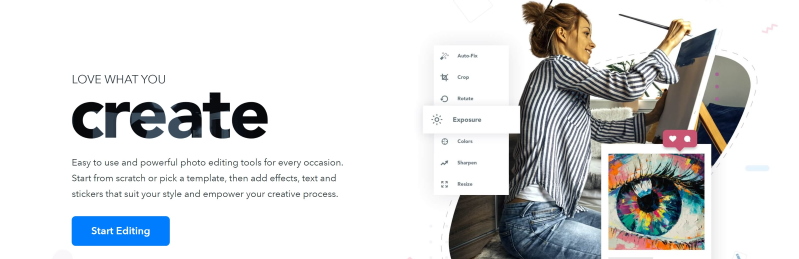 LOVE WHAT YOU
create
Easy to use and powerful photo editing tools for every occasion.
Start from scratch or pick a template, then add effects, text and
stickers that suit your style and empower your creative process.
Start Editing
Auto-Fix
Crop
Rotate
Exposure
Colors
Sharpen
Resize